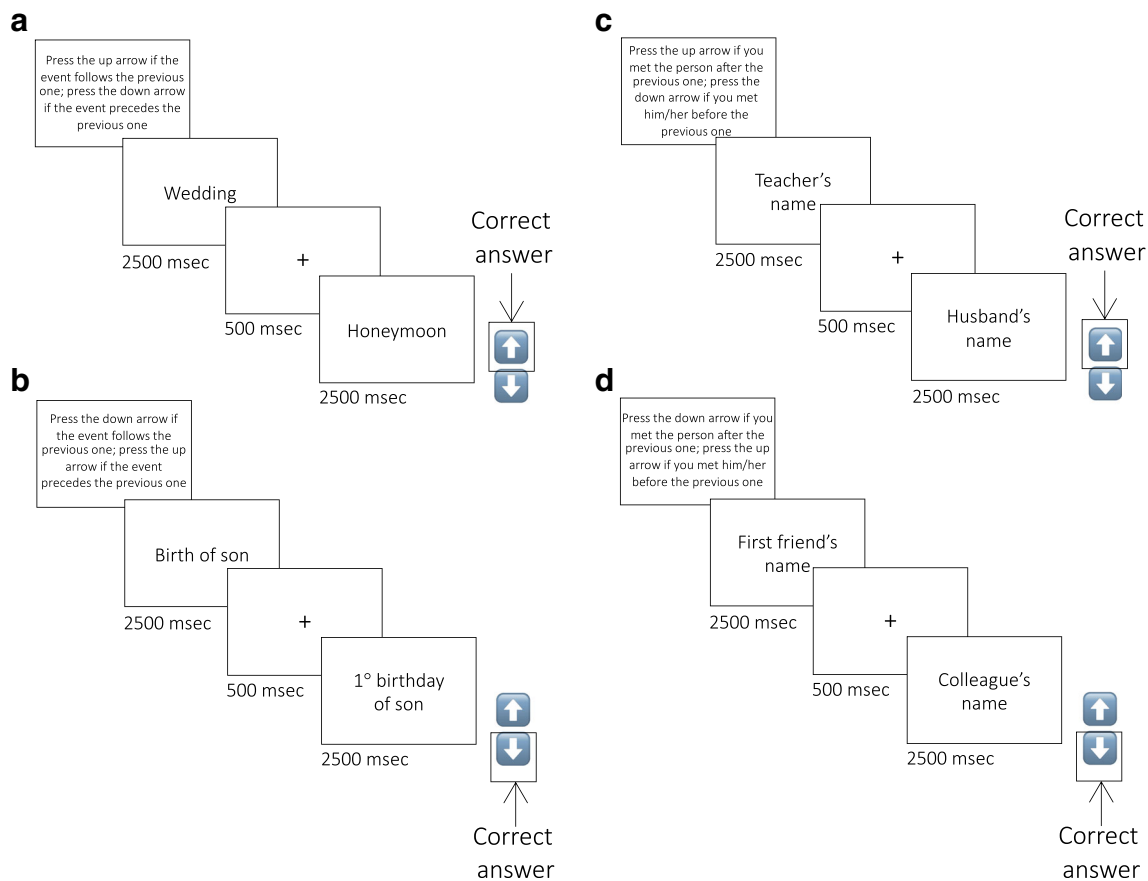 a
Press the up arrow if the
event follows the previous
one; press the down arrow
if the event precedes the
previous one
Wedding
2500 msec
+
500 msec
Honeymoon
2500 msec
Correct
answer
b
Press the down arrow if
the event follows the
previous one; press the up
arrow if the event
precedes the previous one
Birth of son
2500 msec
+
500 msec
1° birthday
of son
2500 msec
Correct
answer
c
Press the up arrow if you
met the person after the
previous one; press the
down arrow if you met
him/her before the
previous one
Teacher’s
name
2500 msec
+
500 msec
Husband’s
name
2500 msec
Correct
answer
d
Press the down arrow if you
met the person after the
previous one; press the up
arrow if you met him/her
before the previous one
First friend’s
name
2500 msec
+
500 msec
Colleague’s
name
2500 msec
Correct
answer